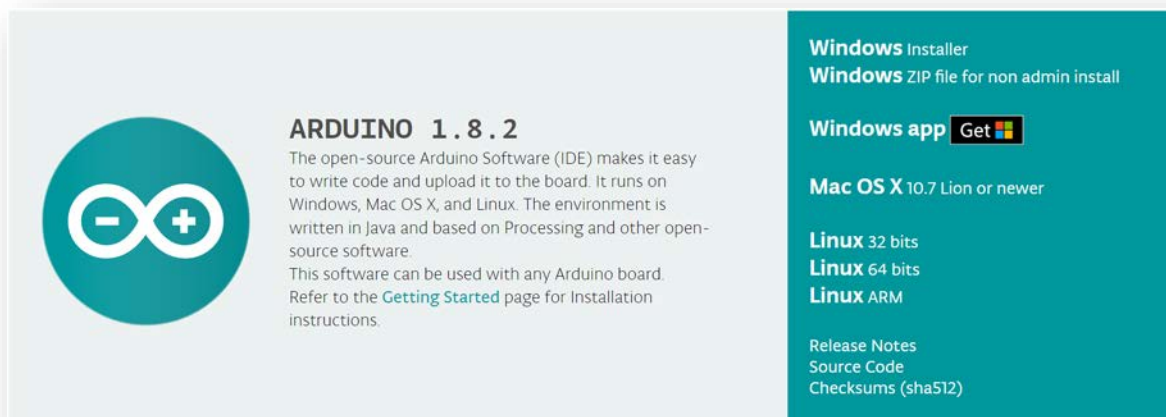 ARDUINO 1.8.2
The open-source Arduino Software (IDE) makes it easy
to write code and upload it to the board. It runs on
Windows, Mac OS X, and Linux. The environment is
written in Java and based on Processing and other open-
source software.
This software can be used with any Arduino board.
Refer to the Getting Started page for Installation
instructions.
Windows Installer
Windows ZIP file for non admin install
Windows app Get
Mac OS X 10.7 Lion or newer
Linux 32 bits
Linux 64 bits
Linux ARM
Release Notes
Source Code
Checksums (sha512)